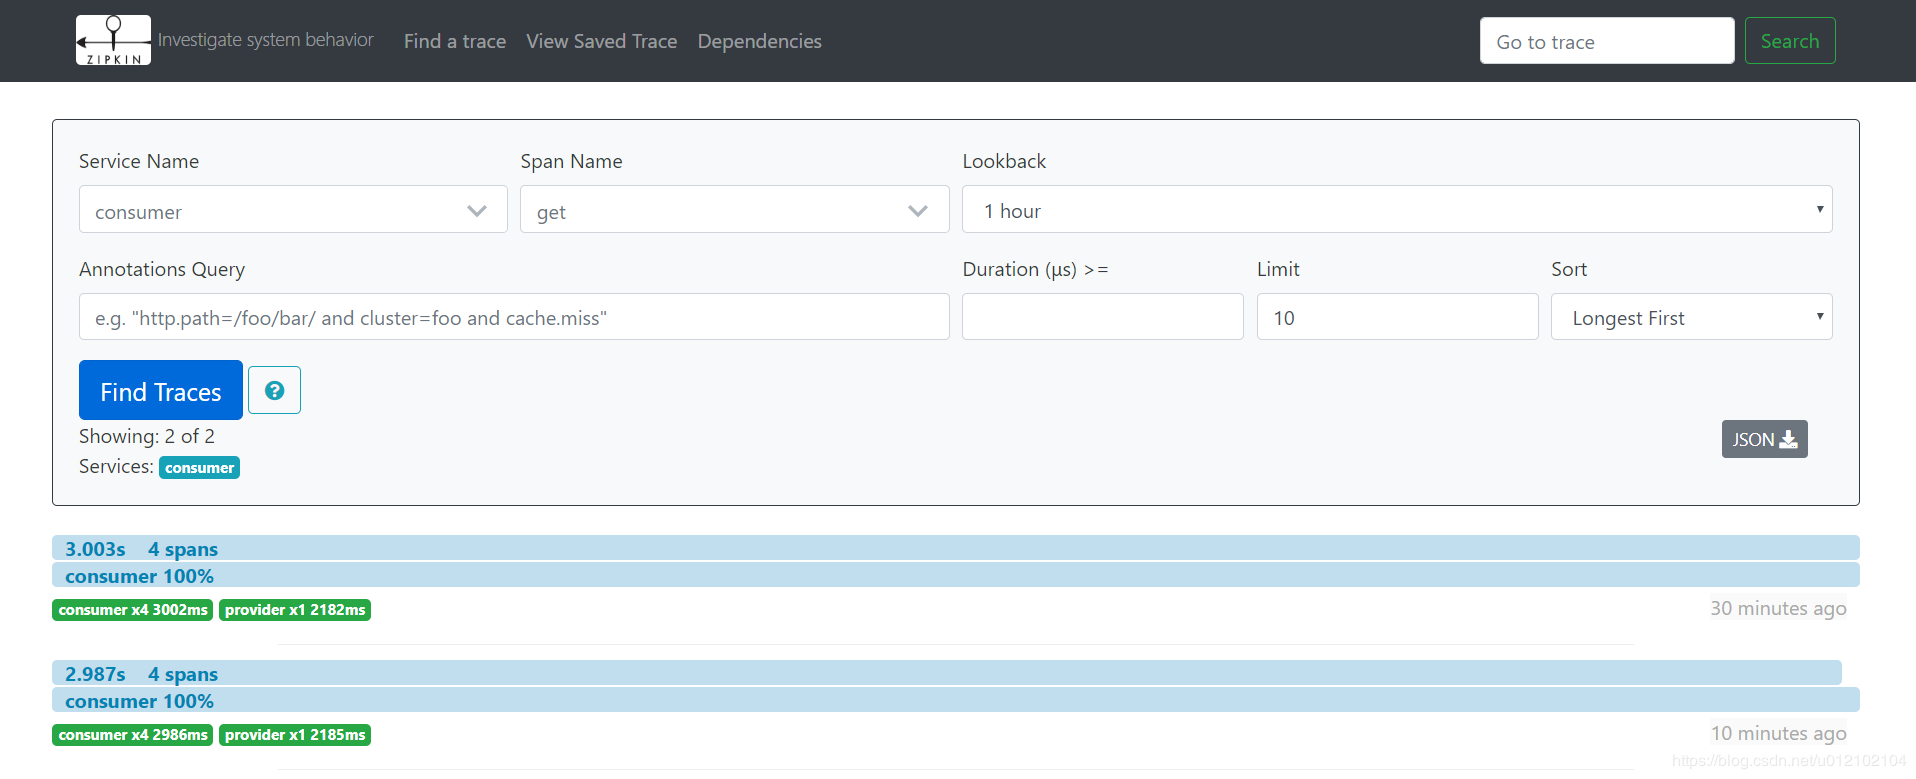 ZIPKIN Investigate system behavior Find a trace View Saved Trace Dependencies Go to trace Search
Service Name Span Name Lookback
consumer get 1 hour
Annotations Query Duration (μs) >= Limit Sort
e.g. "http.path=/foo/bar/ and cluster=foo and cache.miss" 10 Longest First
Find Traces ?
Showing: 2 of 2 JSON
Services: consumer
3.003s 4 spans
consumer 100%
consumer x4 3002ms provider x1 2182ms 30 minutes ago
2.987s 4 spans
consumer 100%
consumer x4 2986ms provider x1 2185ms 10 minutes ago
https://blog.csdn.net/u012102104